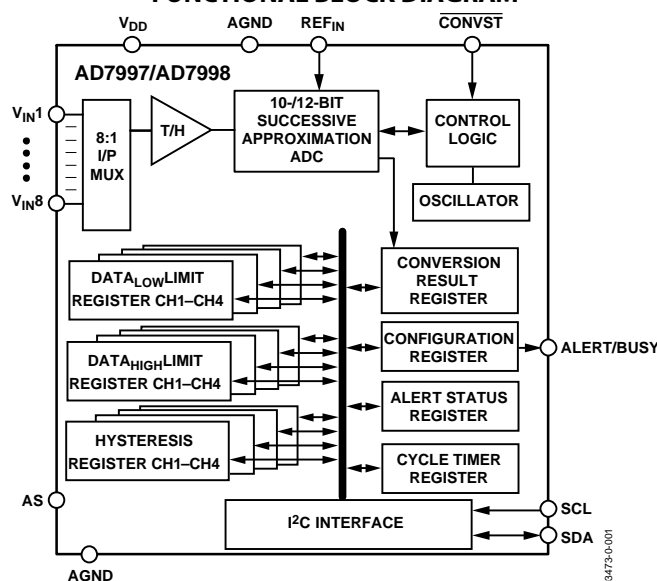 FUNCTIONAL BLOCK DIAGRAM
VDD
AGND
REFIN
CONVST
AD7997/AD7998
VIN1
VIN8
8:1
I/P
MUX
T/H
10-/12-BIT
SUCCESSIVE
APPROXIMATION
ADC
CONTROL
LOGIC
OSCILLATOR
DATALOWLIMIT
REGISTER CH1–CH4
CONVERSION
RESULT
REGISTER
DATAHIGHLIMIT
REGISTER CH1–CH4
CONFIGURATION
REGISTER
ALERT/BUSY
ALERT STATUS
REGISTER
HYSTERESIS
REGISTER CH1–CH4
CYCLE TIMER
REGISTER
AS
I2C INTERFACE
SCL
SDA
AGND
3473-0-001